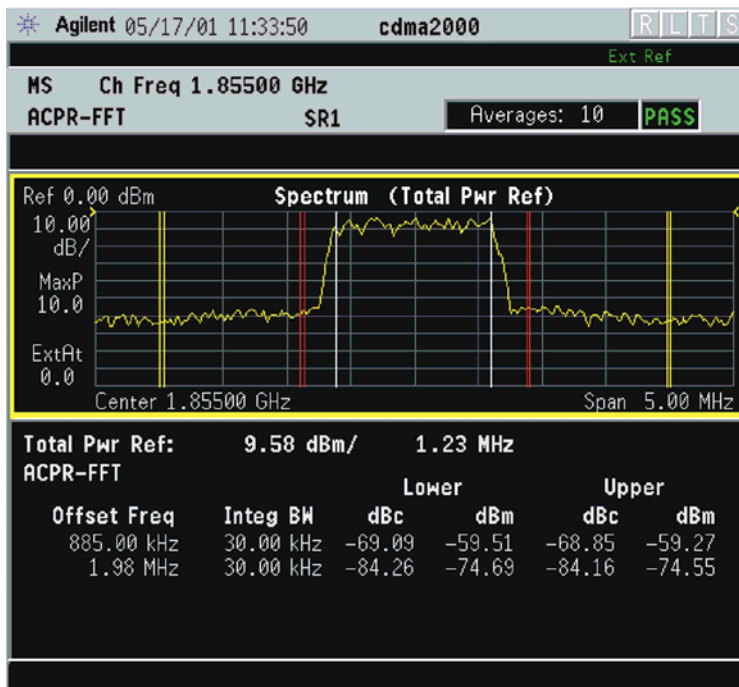 Agilent 05/17/01 11:33:50 cdma2000 R L T S
Ext Ref
MS Ch Freq 1.85500 GHz
ACPR-FFT SR1 Averages: 10 PASS
Ref 0.00 dBm Spectrum (Total Pwr Ref)
10.00
dB/
MaxP
10.0
ExtAt
0.0
Center 1.85500 GHz Span 5.00 MHz
Total Pwr Ref: 9.58 dBm/ 1.23 MHz
ACPR-FFT
Lower Upper
Offset Freq Integ BW dBc dBm dBc dBm
885.00 kHz 30.00 kHz -69.09 -59.51 -68.85 -59.27
1.98 MHz 30.00 kHz -84.26 -74.69 -84.16 -74.55